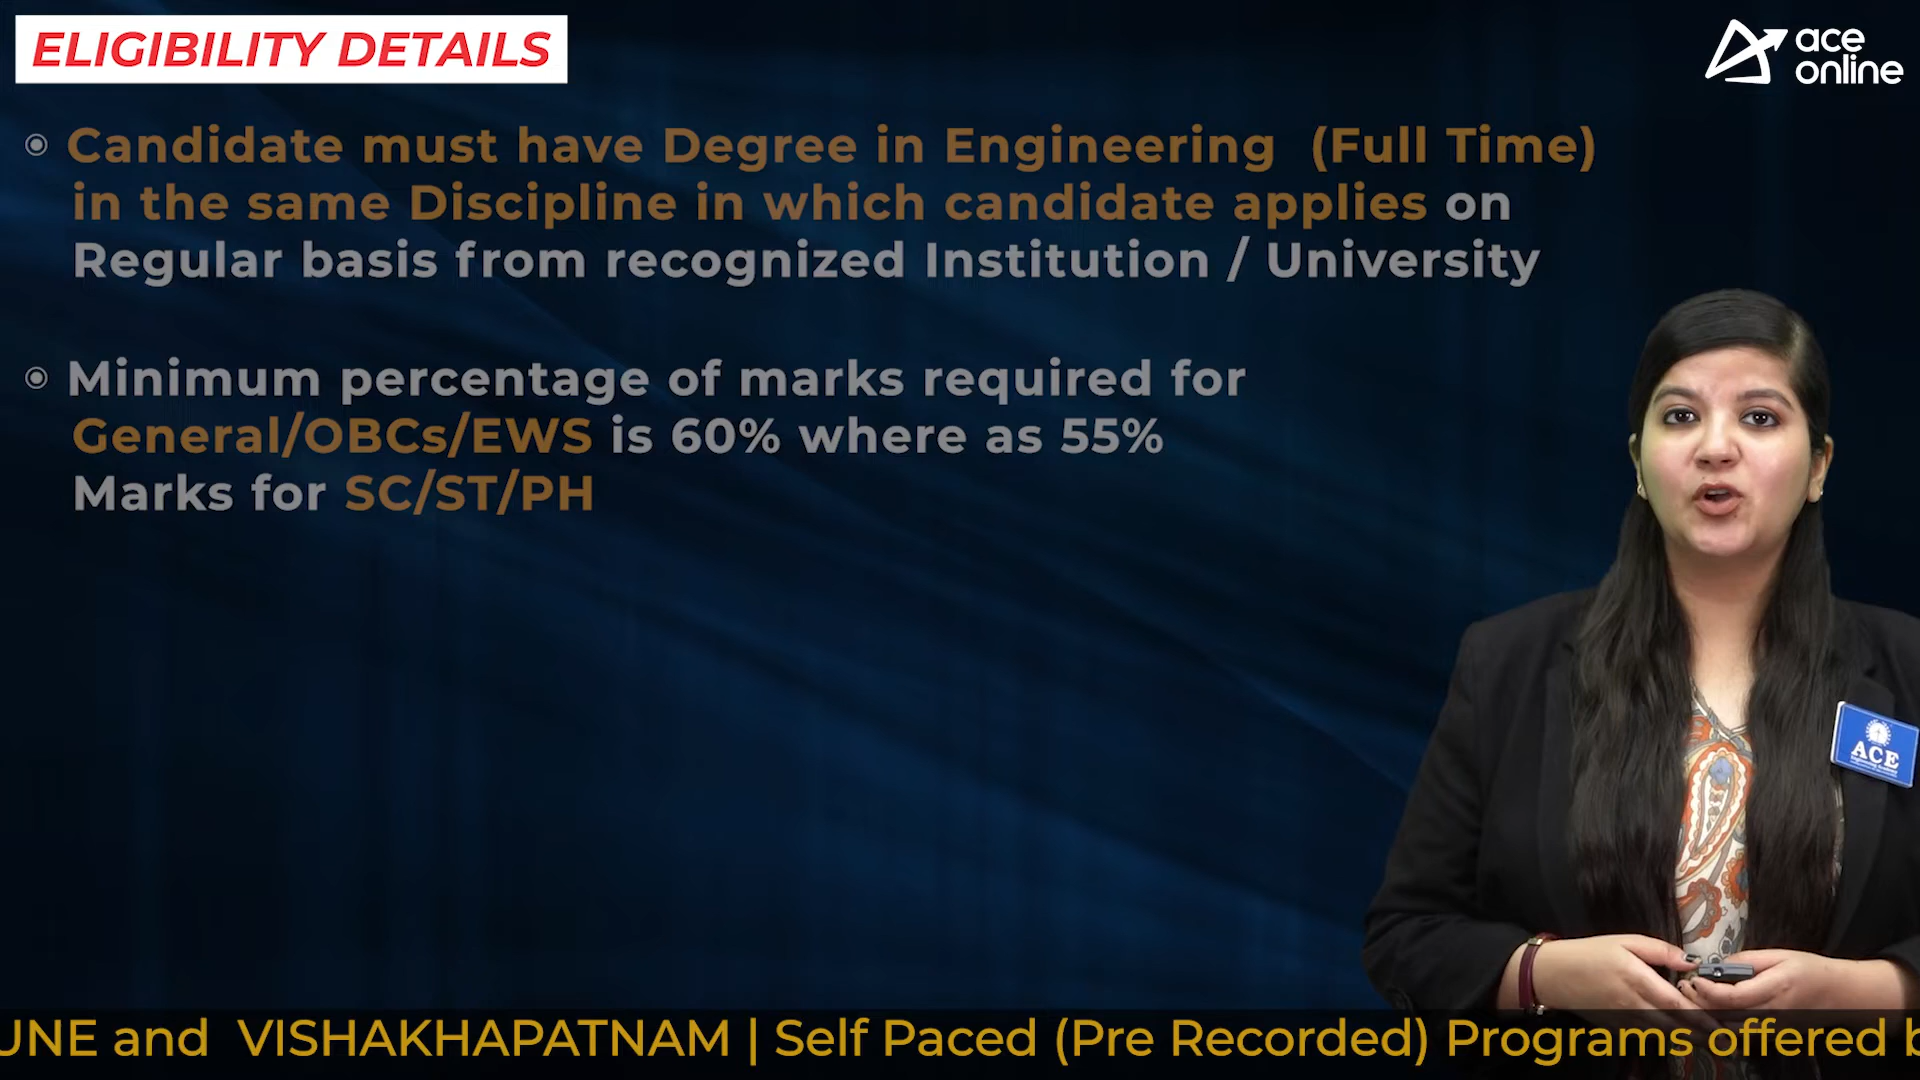 ELIGIBILITY DETAILS
ace
online
Candidate must have Degree in Engineering (Full Time)
in the same Discipline in which candidate applies on
Regular basis from recognized Institution / University
Minimum percentage of marks required for
General/OBCs/EWS is 60% where as 55%
Marks for SC/ST/PH
ACE
UNE and VISHAKHAPATNAM | Self Paced (Pre Recorded) Programs offered b